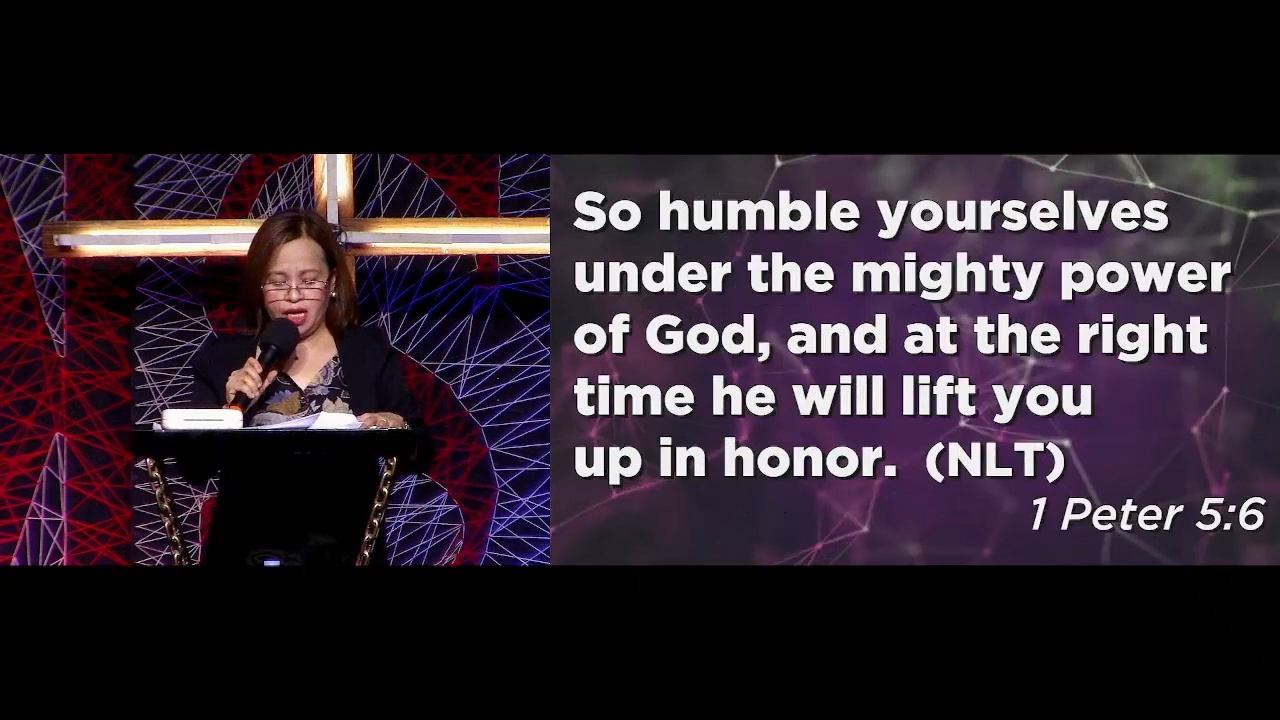 So humble yourselves
under the mighty power
of God, and at the right
time he will lift you
up in honor. (NLT)
1 Peter 5:6